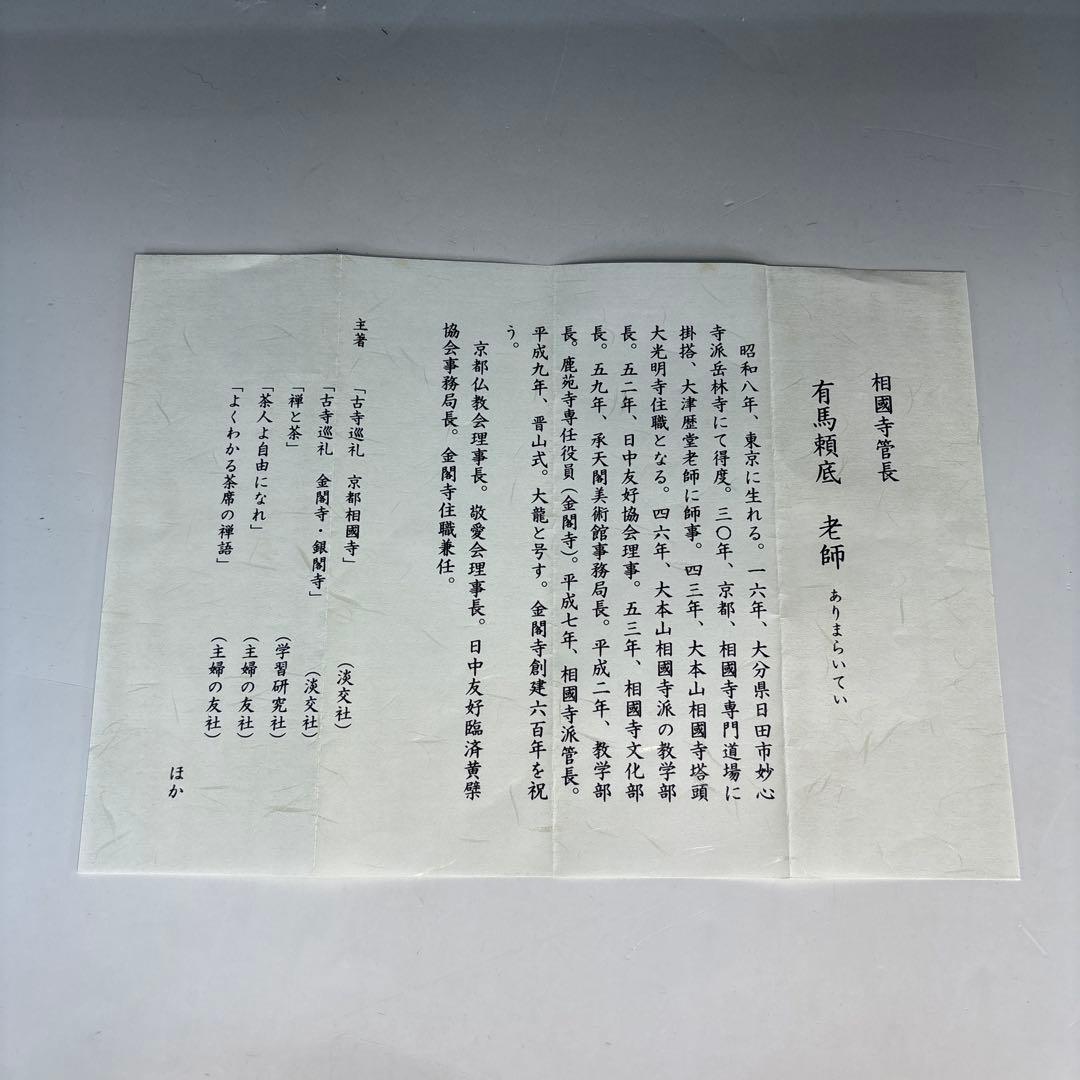 相國寺管長
有馬頼底 老師 ありまらいてい
昭和八年、東京に生れる。一六年、大分県日田市妙心
寺派岳林寺にて得度。三〇年、京都、相國寺専門道場に
掛搭、大津歴堂老師に師事。四三年、大本山相國寺塔頭
大光明寺住職となる。四六年、大本山相國寺派の教学部
長。五二年、日中友好協会理事。五三年、相國寺文化部
長。五九年、承天閣美術館事務局長。平成二年、教学部
長。鹿苑寺専任役員（金閣寺）。平成七年、相國寺派管長。
平成九年、晋山式。大龍と号す。金閣寺創建六百年を祝
う。
京都仏教会理事長。敬愛会理事長。日中友好臨済黄檗
協会事務局長。金閣寺住職兼任。
主著 「古寺巡礼 京都相國寺」 （淡交社）
「古寺巡礼 金閣寺・銀閣寺」 （淡交社）
「禅と茶」 （学習研究社）
「茶人よ自由になれ」 （主婦の友社）
「よくわかる茶席の禅語」 （主婦の友社）
ほか